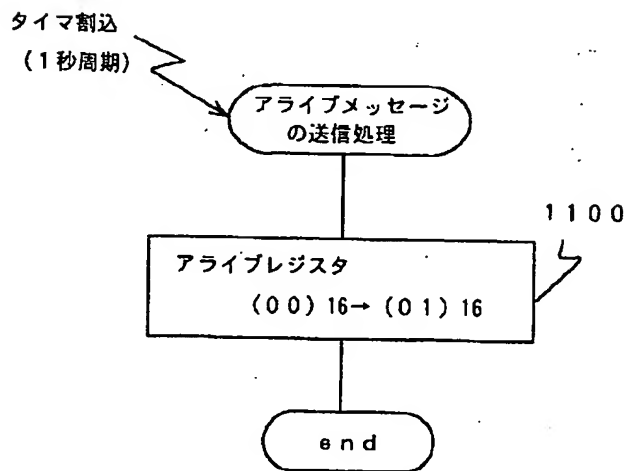 タイマ割込
(1秒周期)
アライブメッセージ
の送信処理
1100
アライブレジスタ
(00)16→(01)16
end